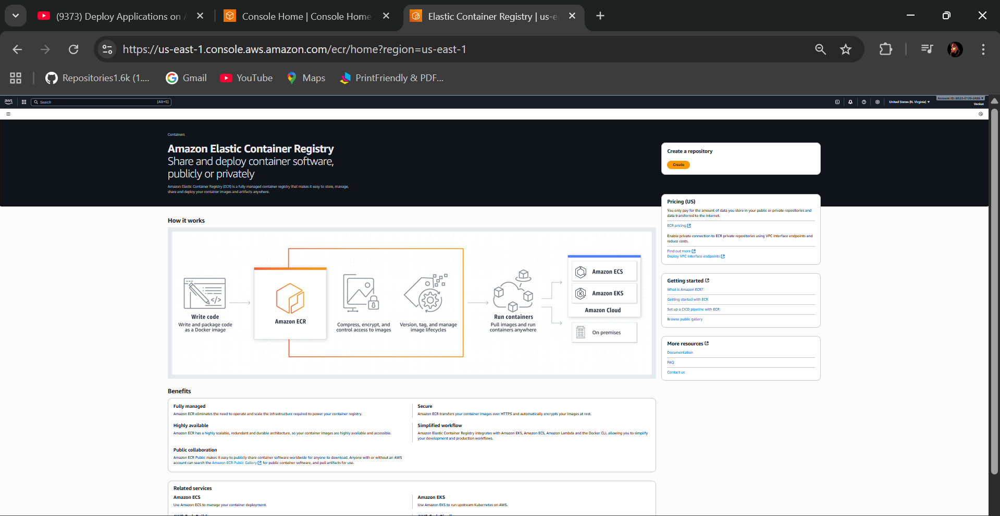 (9373) Deploy Applications on
Console Home | Console Home
Elastic Container Registry | us-e
https://us-east-1.console.aws.amazon.com/ecr/home?region=us-east-1
Repositories1.6k (1....
Gmail
YouTube
Maps
PrintFriendly & PDF...
aws
Search
[Alt+S]
United States (N. Virginia)
Account ID: 6023-5139-2486
Venkat
Containers
Amazon Elastic Container Registry
Share and deploy container software,
publicly or privately
Amazon Elastic Container Registry (ECR) is a fully managed container registry that makes it easy to store, manage,
share and deploy your container images and artifacts anywhere.
Create a repository
Create
Pricing (US)
You only pay for the amount of data you store in your public or private repositories and
data transferred to the internet.
ECR pricing
Enable private connection to ECR private repositories using VPC interface endpoints and
reduce costs.
Find out more
Deploy VPC interface endpoints
Getting started
What is Amazon ECR?
Getting started with ECR
Set up a CICD pipeline with ECR
Browse public gallery
More resources
Documentation
FAQ
Contact us
How it works
Write code
Write and package code
as a Docker image
Amazon ECR
Compress, encrypt, and
control access to images
Version, tag, and manage
image lifecycles
Run containers
Pull images and run
containers anywhere
Amazon ECS
Amazon EKS
Amazon Cloud
On premises
Benefits
Fully managed
Amazon ECR eliminates the need to operate and scale the infrastructure required to power your container registry.
Secure
Amazon ECR transfers your container images over HTTPS and automatically encrypts your images at rest.
Highly available
Amazon ECR has a highly scalable, redundant and durable architecture, so your container images are highly available and accessible.
Simplified workflow
Amazon Elastic Container Registry integrates with Amazon EKS, Amazon ECS, Amazon Lambda and the Docker CLI, allowing you to simplify
your development and production workflows.
Public collaboration
Amazon ECR Public makes it easy to publicly share container software worldwide for anyone to download. Anyone with or without an AWS
account can search the Amazon ECR Public Gallery for public container software, and pull artifacts for use.
Related services
Amazon ECS
Use Amazon ECS to manage your container deployment.
Amazon EKS
Use Amazon EKS to run upstream Kubernetes on AWS.